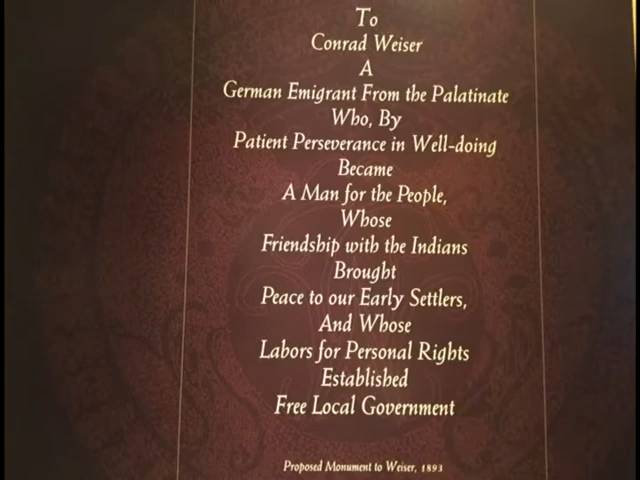 To
Conrad Weiser
A
German Emigrant From the Palatinate
Who, By
Patient Perseverance in Well-doing
Became
A Man for the People,
Whose
Friendship with the Indians
Brought
Peace to our Early Settlers,
And Whose
Labors for Personal Rights
Established
Free Local Government
Proposed Monument to Weiser, 1893